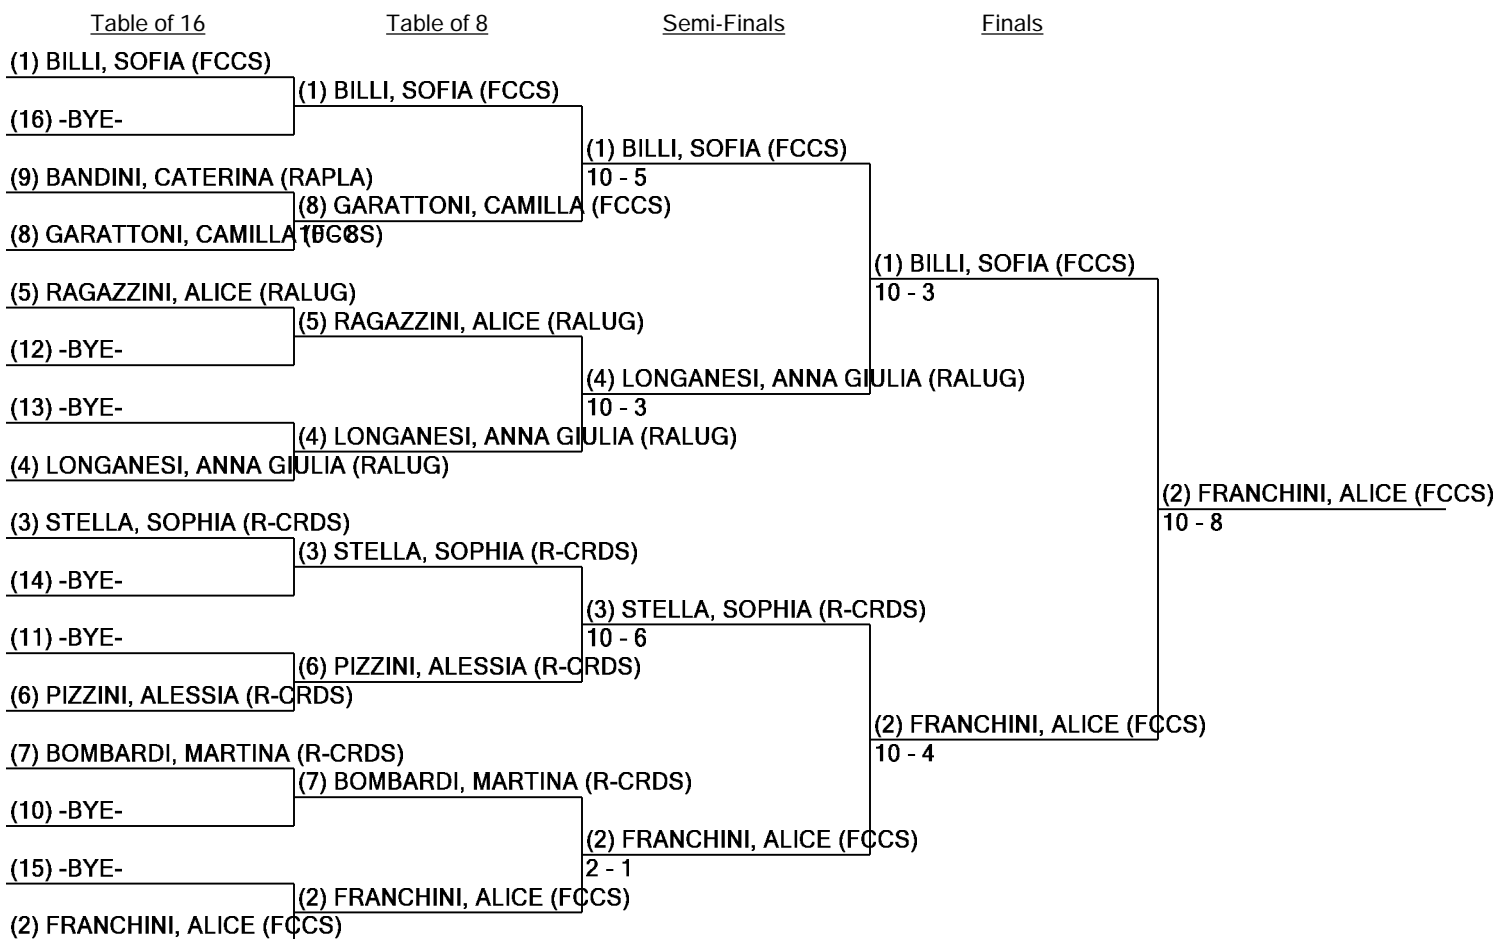 Table of 16
(1) BILLI, SOFIA (FCCS)
(16) -BYE-
(9) BANDINI, CATERINA (RAPLA)
(8) GARATTONI, CAMILLA (FCCS)
(5) RAGAZZINI, ALICE (RALUG)
(12) -BYE-
(13) -BYE-
(4) LONGANESI, ANNA GIULIA (RALUG)
(3) STELLA, SOPHIA (R-CRDS)
(14) -BYE-
(11) -BYE-
(6) PIZZINI, ALESSIA (R-CRDS)
(7) BOMBARDI, MARTINA (R-CRDS)
(10) -BYE-
(15) -BYE-
(2) FRANCHINI, ALICE (FCCS)
Table of 8
(1) BILLI, SOFIA (FCCS)
(8) GARATTONI, CAMILLA (FCCS)
(5) RAGAZZINI, ALICE (RALUG)
(4) LONGANESI, ANNA GIULIA (RALUG)
(3) STELLA, SOPHIA (R-CRDS)
(6) PIZZINI, ALESSIA (R-CRDS)
(7) BOMBARDI, MARTINA (R-CRDS)
(2) FRANCHINI, ALICE (FCCS)
Semi-Finals
(1) BILLI, SOFIA (FCCS)
10 - 5
(4) LONGANESI, ANNA GIULIA (RALUG)
10 - 3
(3) STELLA, SOPHIA (R-CRDS)
10 - 6
(2) FRANCHINI, ALICE (FCCS)
2 - 1
Finals
(1) BILLI, SOFIA (FCCS)
10 - 3
(2) FRANCHINI, ALICE (FCCS)
10 - 4
(2) FRANCHINI, ALICE (FCCS)
10 - 8